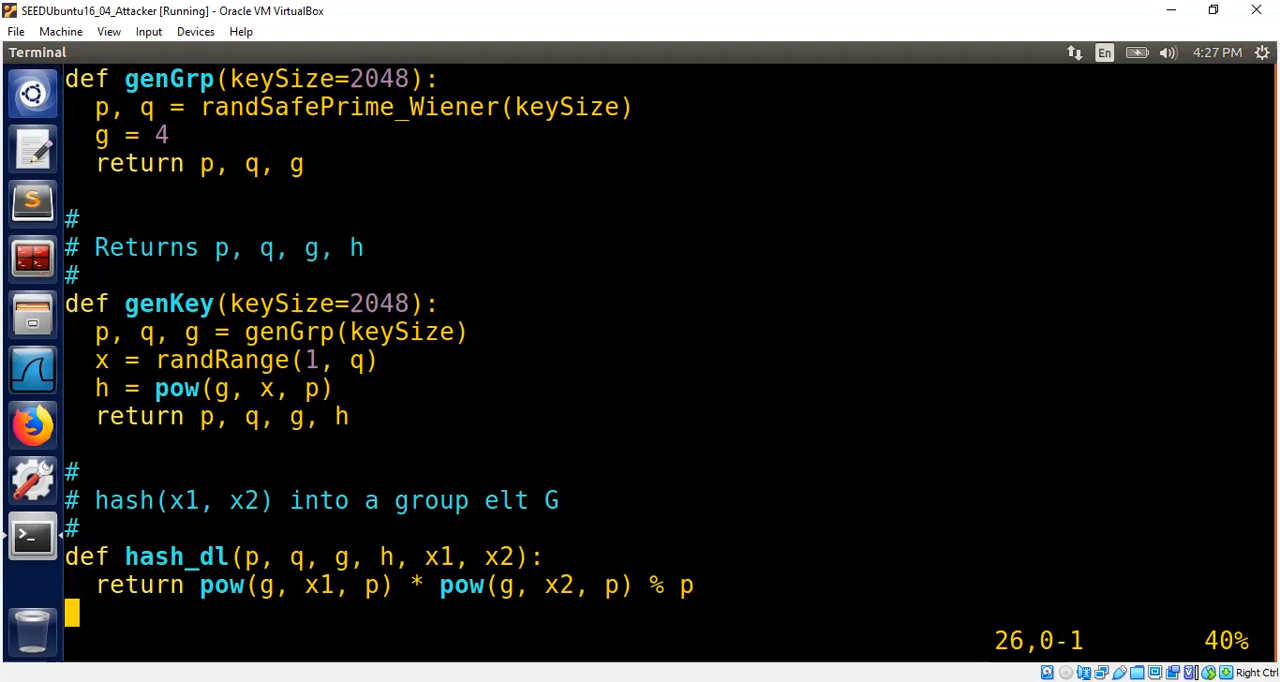 SEEDUbuntu16_04_Attacker [Running] - Oracle VM VirtualBox
File Machine View Input Devices Help
Terminal En 4:27 PM
def genGrp(keySize=2048):
  p, q = randSafePrime_Wiener(keySize)
  g = 4
  return p, q, g
#
# Returns p, q, g, h
#
def genKey(keySize=2048):
  p, q, g = genGrp(keySize)
  x = randRange(1, q)
  h = pow(g, x, p)
  return p, q, g, h
#
# hash(x1, x2) into a group elt G
#
def hash_dl(p, q, g, h, x1, x2):
  return pow(g, x1, p) * pow(g, x2, p) % p
26,0-1 40%
Right Ctrl